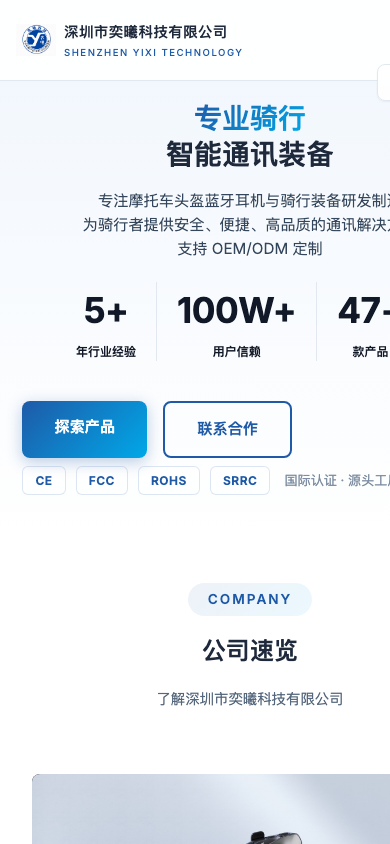 深圳市奕曦科技有限公司
SHENZHEN YIXI TECHNOLOGY
专业骑行
智能通讯装备
专注摩托车头盔蓝牙耳机与骑行装备研发制
为骑行者提供安全、便捷、高品质的通讯解决
支持 OEM/ODM 定制
5+ 100W+ 47
年行业经验 用户信赖 款产品
探索产品 联系合作
CE FCC ROHS SRRC 国际认证 · 源头工
COMPANY
公司速览
了解深圳市奕曦科技有限公司